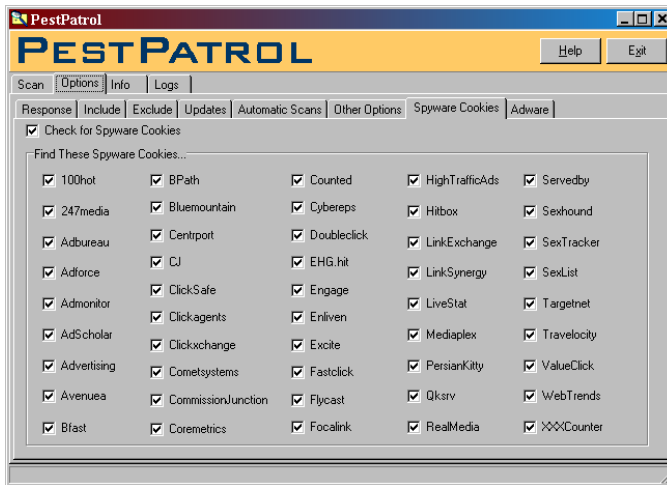 PestPatrol
PESTPATROL
Help
Exit
Scan Options Info Logs
Response Include Exclude Updates Automatic Scans Other Options Spyware Cookies Adware
Check for Spyware Cookies
Find These Spyware Cookies...
100hot
247media
Adbureau
Adforce
Admonitor
AdScholar
Advertising
Avenuea
Bfast
BPath
Bluemountain
Centrport
CJ
ClickSafe
Clickagents
Clickxchange
Cometsystems
CommissionJunction
Coremetrics
Counted
Cybereps
Doubleclick
EHG.hit
Engage
Enliven
Excite
Fastclick
Flycast
Focalink
HighTrafficAds
Hitbox
LinkExchange
LinkSynergy
LiveStat
Mediaplex
PersianKitty
Qksrv
RealMedia
Servedby
Sexhound
SexTracker
SexList
Targetnet
Travelocity
ValueClick
WebTrends
XXXCounter